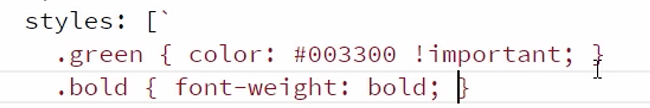 styles: [`
.green { color: #003300 !important; }
.bold { font-weight: bold; }